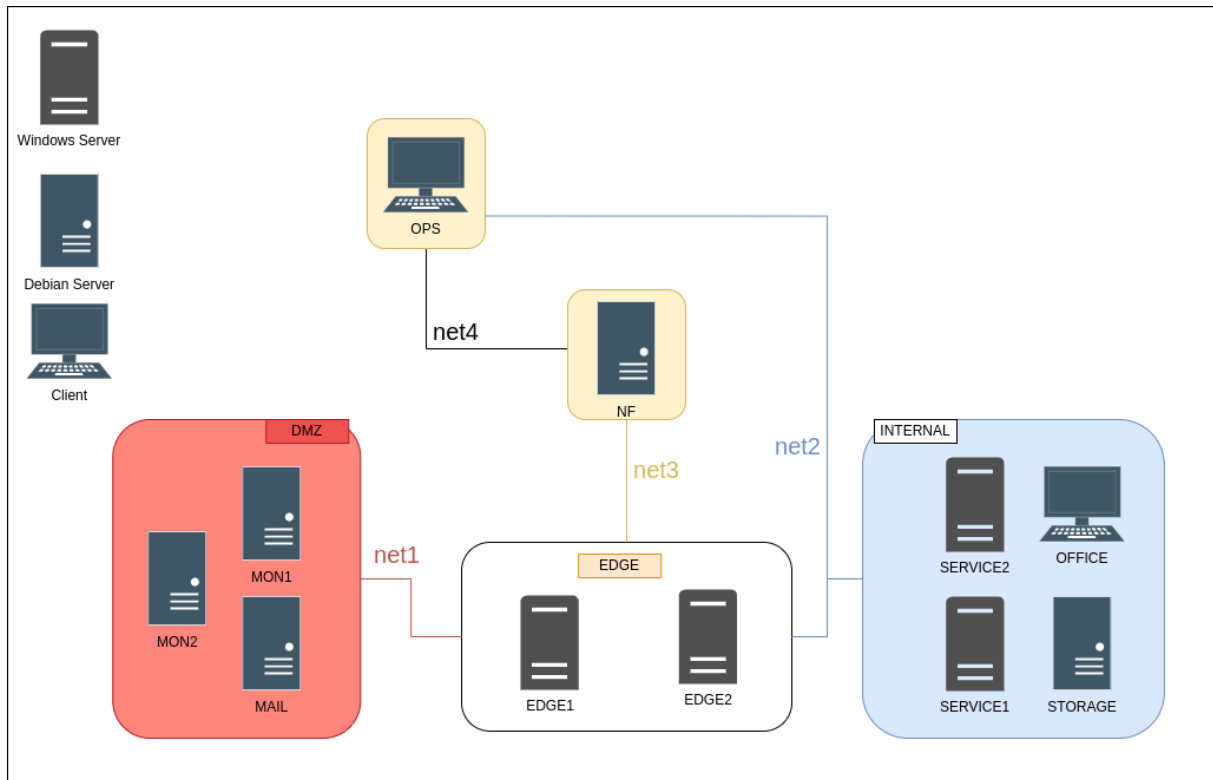 Windows Server
Debian Server
Client
OPS
net4
NF
net3
net2
DMZ
MON1
MON2
MAIL
net1
EDGE
EDGE1
EDGE2
INTERNAL
SERVICE2
OFFICE
SERVICE1
STORAGE